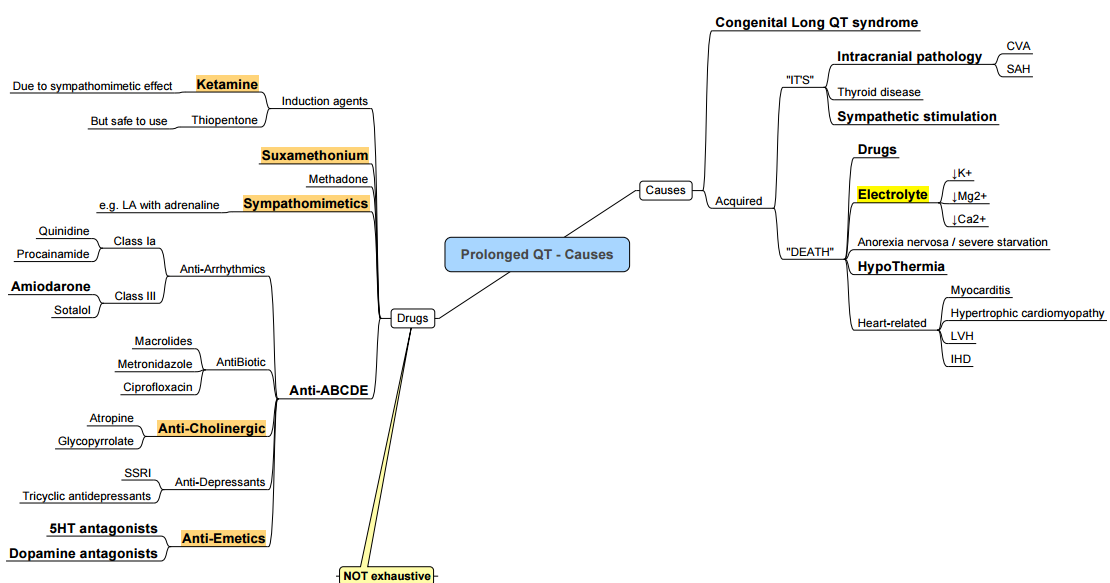 Prolonged QT - Causes
Causes
Congenital Long QT syndrome
Acquired
"IT'S"
Intracranial pathology
CVA
SAH
Thyroid disease
Sympathetic stimulation
"DEATH"
Drugs
Electrolyte
↓K+
↓Mg2+
↓Ca2+
Anorexia nervosa / severe starvation
HypoThermia
Heart-related
Myocarditis
Hypertrophic cardiomyopathy
LVH
IHD
Drugs
Induction agents
Ketamine
Due to sympathomimetic effect
Thiopentone
But safe to use
Suxamethonium
Methadone
Sympathomimetics
e.g. LA with adrenaline
Anti-ABCDE
Anti-Arrhythmics
Class Ia
Quinidine
Procainamide
Class III
Amiodarone
Sotalol
AntiBiotic
Macrolides
Metronidazole
Ciprofloxacin
Anti-Cholinergic
Atropine
Glycopyrrolate
Anti-Depressants
SSRI
Tricyclic antidepressants
Anti-Emetics
5HT antagonists
Dopamine antagonists
NOT exhaustive